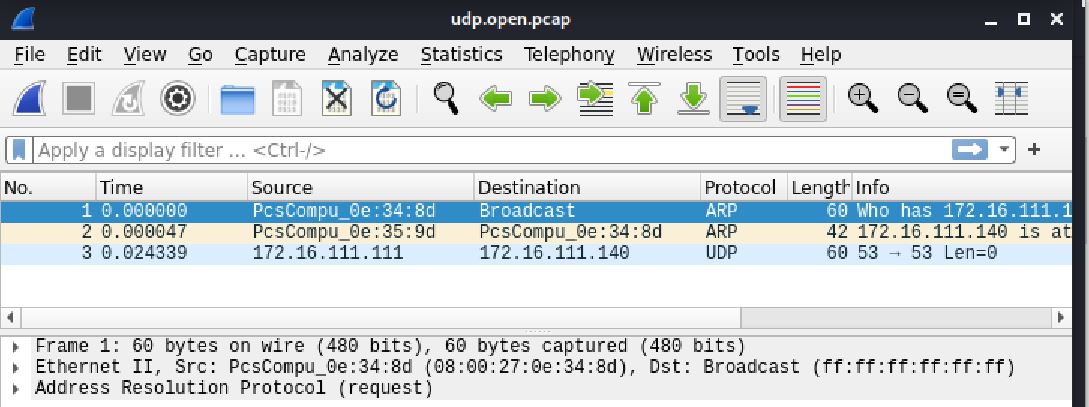 udp.open.pcap
File Edit View Go Capture Analyze Statistics Telephony Wireless Tools Help
Apply a display filter ... <Ctrl-/>
No. Time Source Destination Protocol Length Info
1 0.000000 PcsCompu_0e:34:8d Broadcast ARP 60 Who has 172.16.111.1
2 0.000047 PcsCompu_0e:35:9d PcsCompu_0e:34:8d ARP 42 172.16.111.140 is at
3 0.024339 172.16.111.111 172.16.111.140 UDP 60 53 → 53 Len=0
Frame 1: 60 bytes on wire (480 bits), 60 bytes captured (480 bits)
Ethernet II, Src: PcsCompu_0e:34:8d (08:00:27:0e:34:8d), Dst: Broadcast (ff:ff:ff:ff:ff:ff)
Address Resolution Protocol (request)